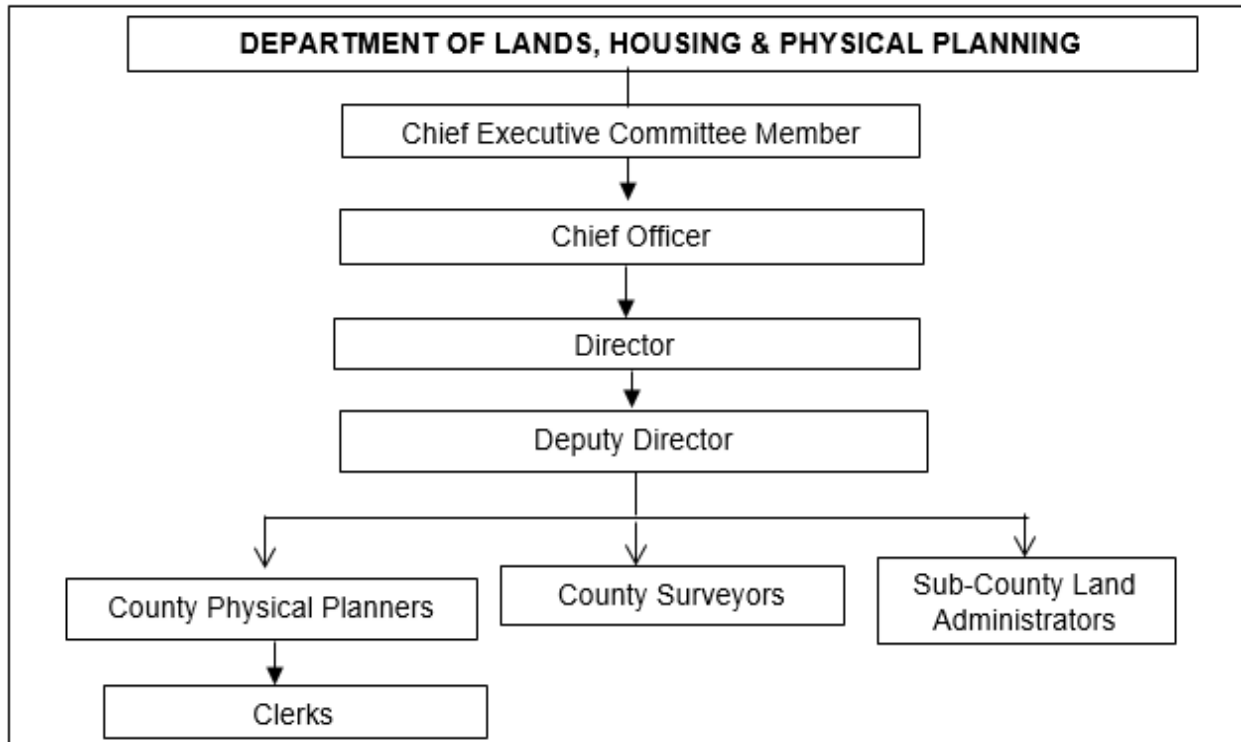 DEPARTMENT OF LANDS, HOUSING & PHYSICAL PLANNING
Chief Executive Committee Member
Chief Officer
Director
Deputy Director
County Physical Planners
County Surveyors
Sub-County Land
Administrators
Clerks